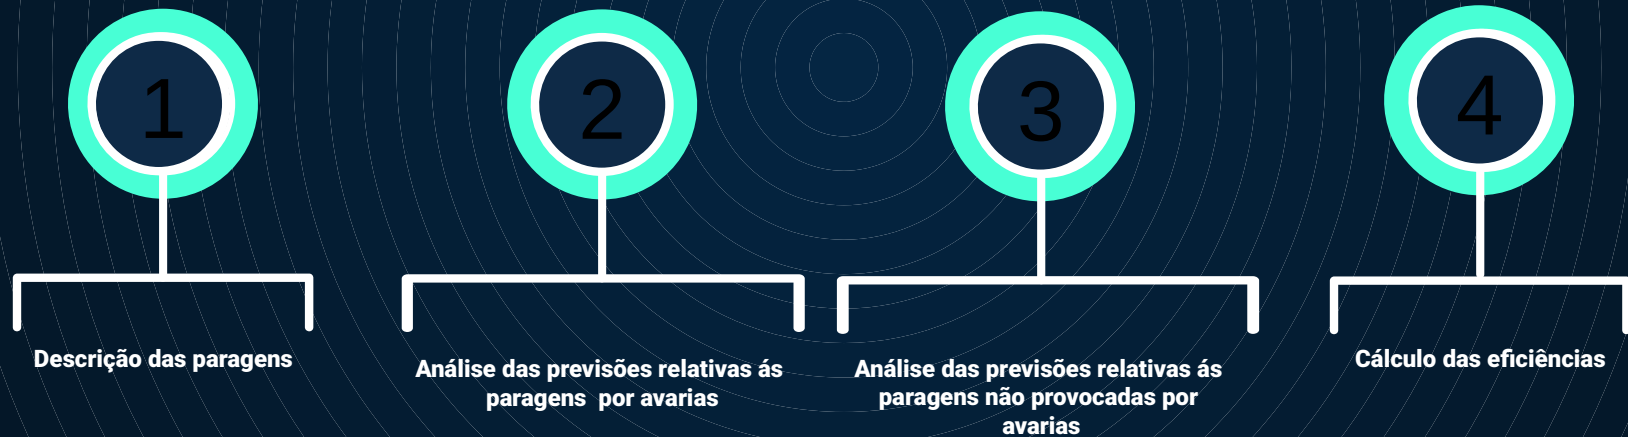 1
2
3
4
Descrição das paragens
Análise das previsões relativas ás
paragens por avarias
Análise das previsões relativas ás
paragens não provocadas por
avarias
Cálculo das eficiências